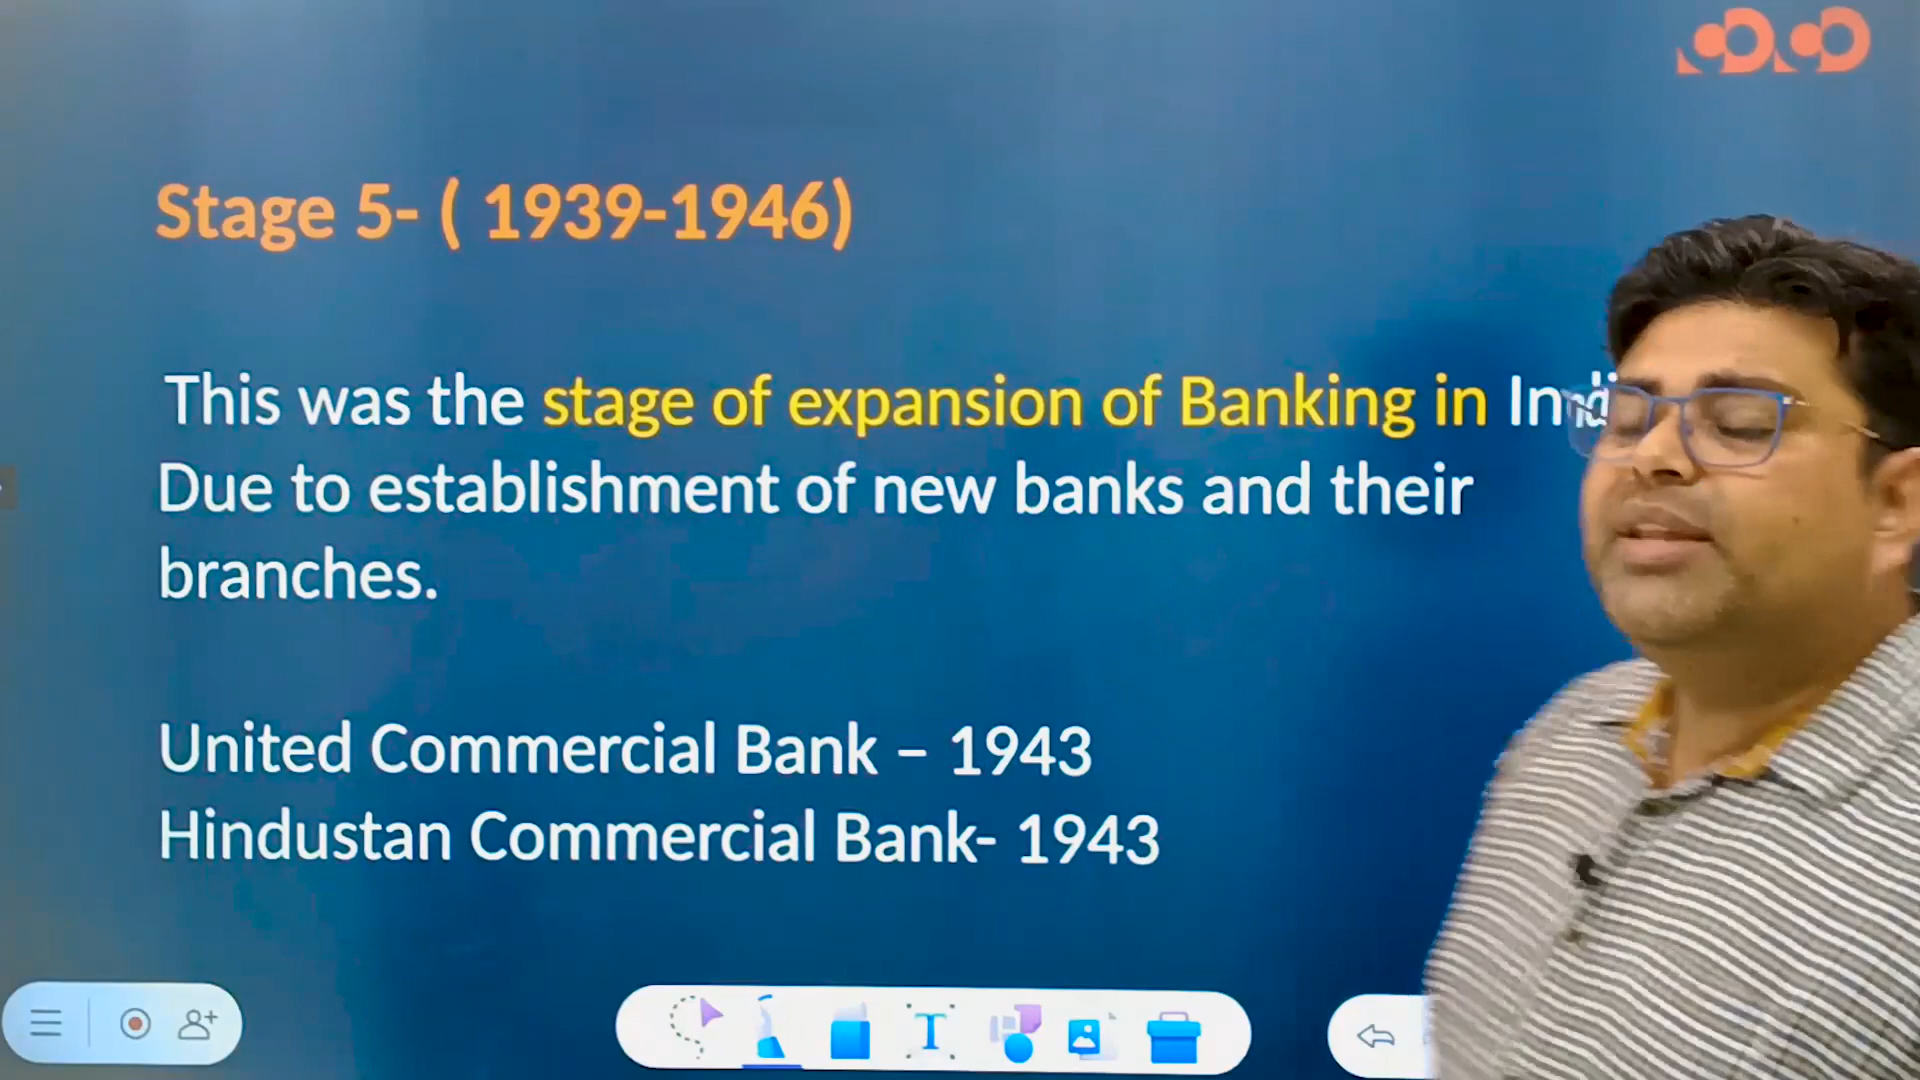 Stage 5- ( 1939-1946)
This was the stage of expansion of Banking in
Due to establishment of new banks and their
branches.
United Commercial Bank – 1943
Hindustan Commercial Bank- 1943